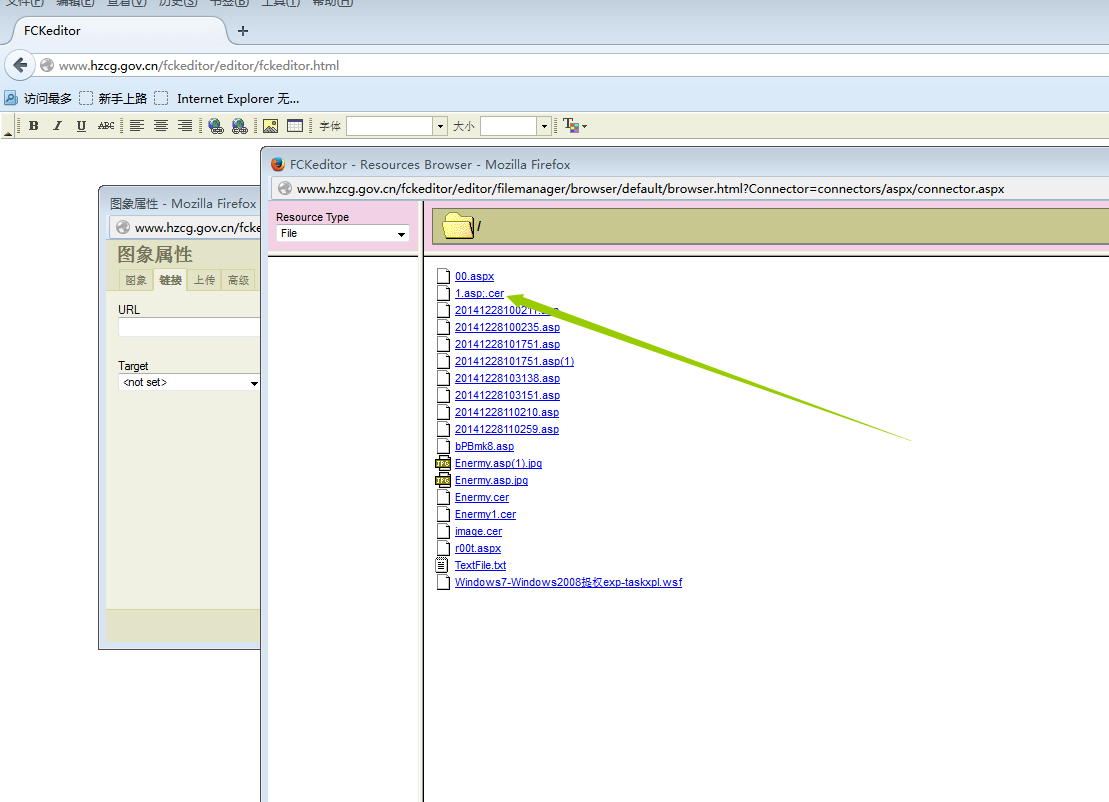 文件(F) 编辑(E) 查看(V) 历史(S) 书签(B) 工具(T) 帮助(H)
FCKeditor
www.hzcg.gov.cn/fckeditor/editor/fckeditor.html
访问最多 新手上路 Internet Explorer 无...
B I U ABC 字体 大小
FCKeditor - Resources Browser - Mozilla Firefox
www.hzcg.gov.cn/fckeditor/editor/filemanager/browser/default/browser.html?Connector=connectors/aspx/connector.aspx
图象属性 - Mozilla Firefox
www.hzcg.gov.cn/fcke
图象属性
图象 链接 上传 高级
URL
Target
<not set>
Resource Type
File
/
00.aspx
1.asp;.cer
20141228100235.asp
20141228101751.asp
20141228101751.asp(1)
20141228103138.asp
20141228103151.asp
20141228110210.asp
20141228110259.asp
bPBmk8.asp
JPG Enermy.asp(1).jpg
JPG Enermy.asp.jpg
Enermy.cer
Enermy1.cer
image.cer
r00t.aspx
TextFile.txt
Windows7-Windows2008提权exp-taskxpl.wsf